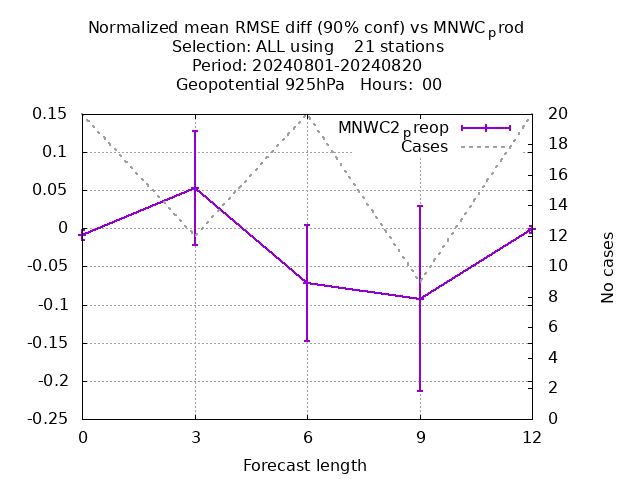 Normalized mean RMSE diff (90% conf) vs MNWCprod
Selection: ALL using 21 stations
Period: 20240801-20240820
Geopotential 925hPa Hours: 00
0.15
0.1
0.05
0
-0.05
-0.1
-0.15
-0.2
-0.25
MNWC2preop
Cases
20
18
16
14
12
10
8
6
4
2
0
No cases
0 3 6 9 12
Forecast length